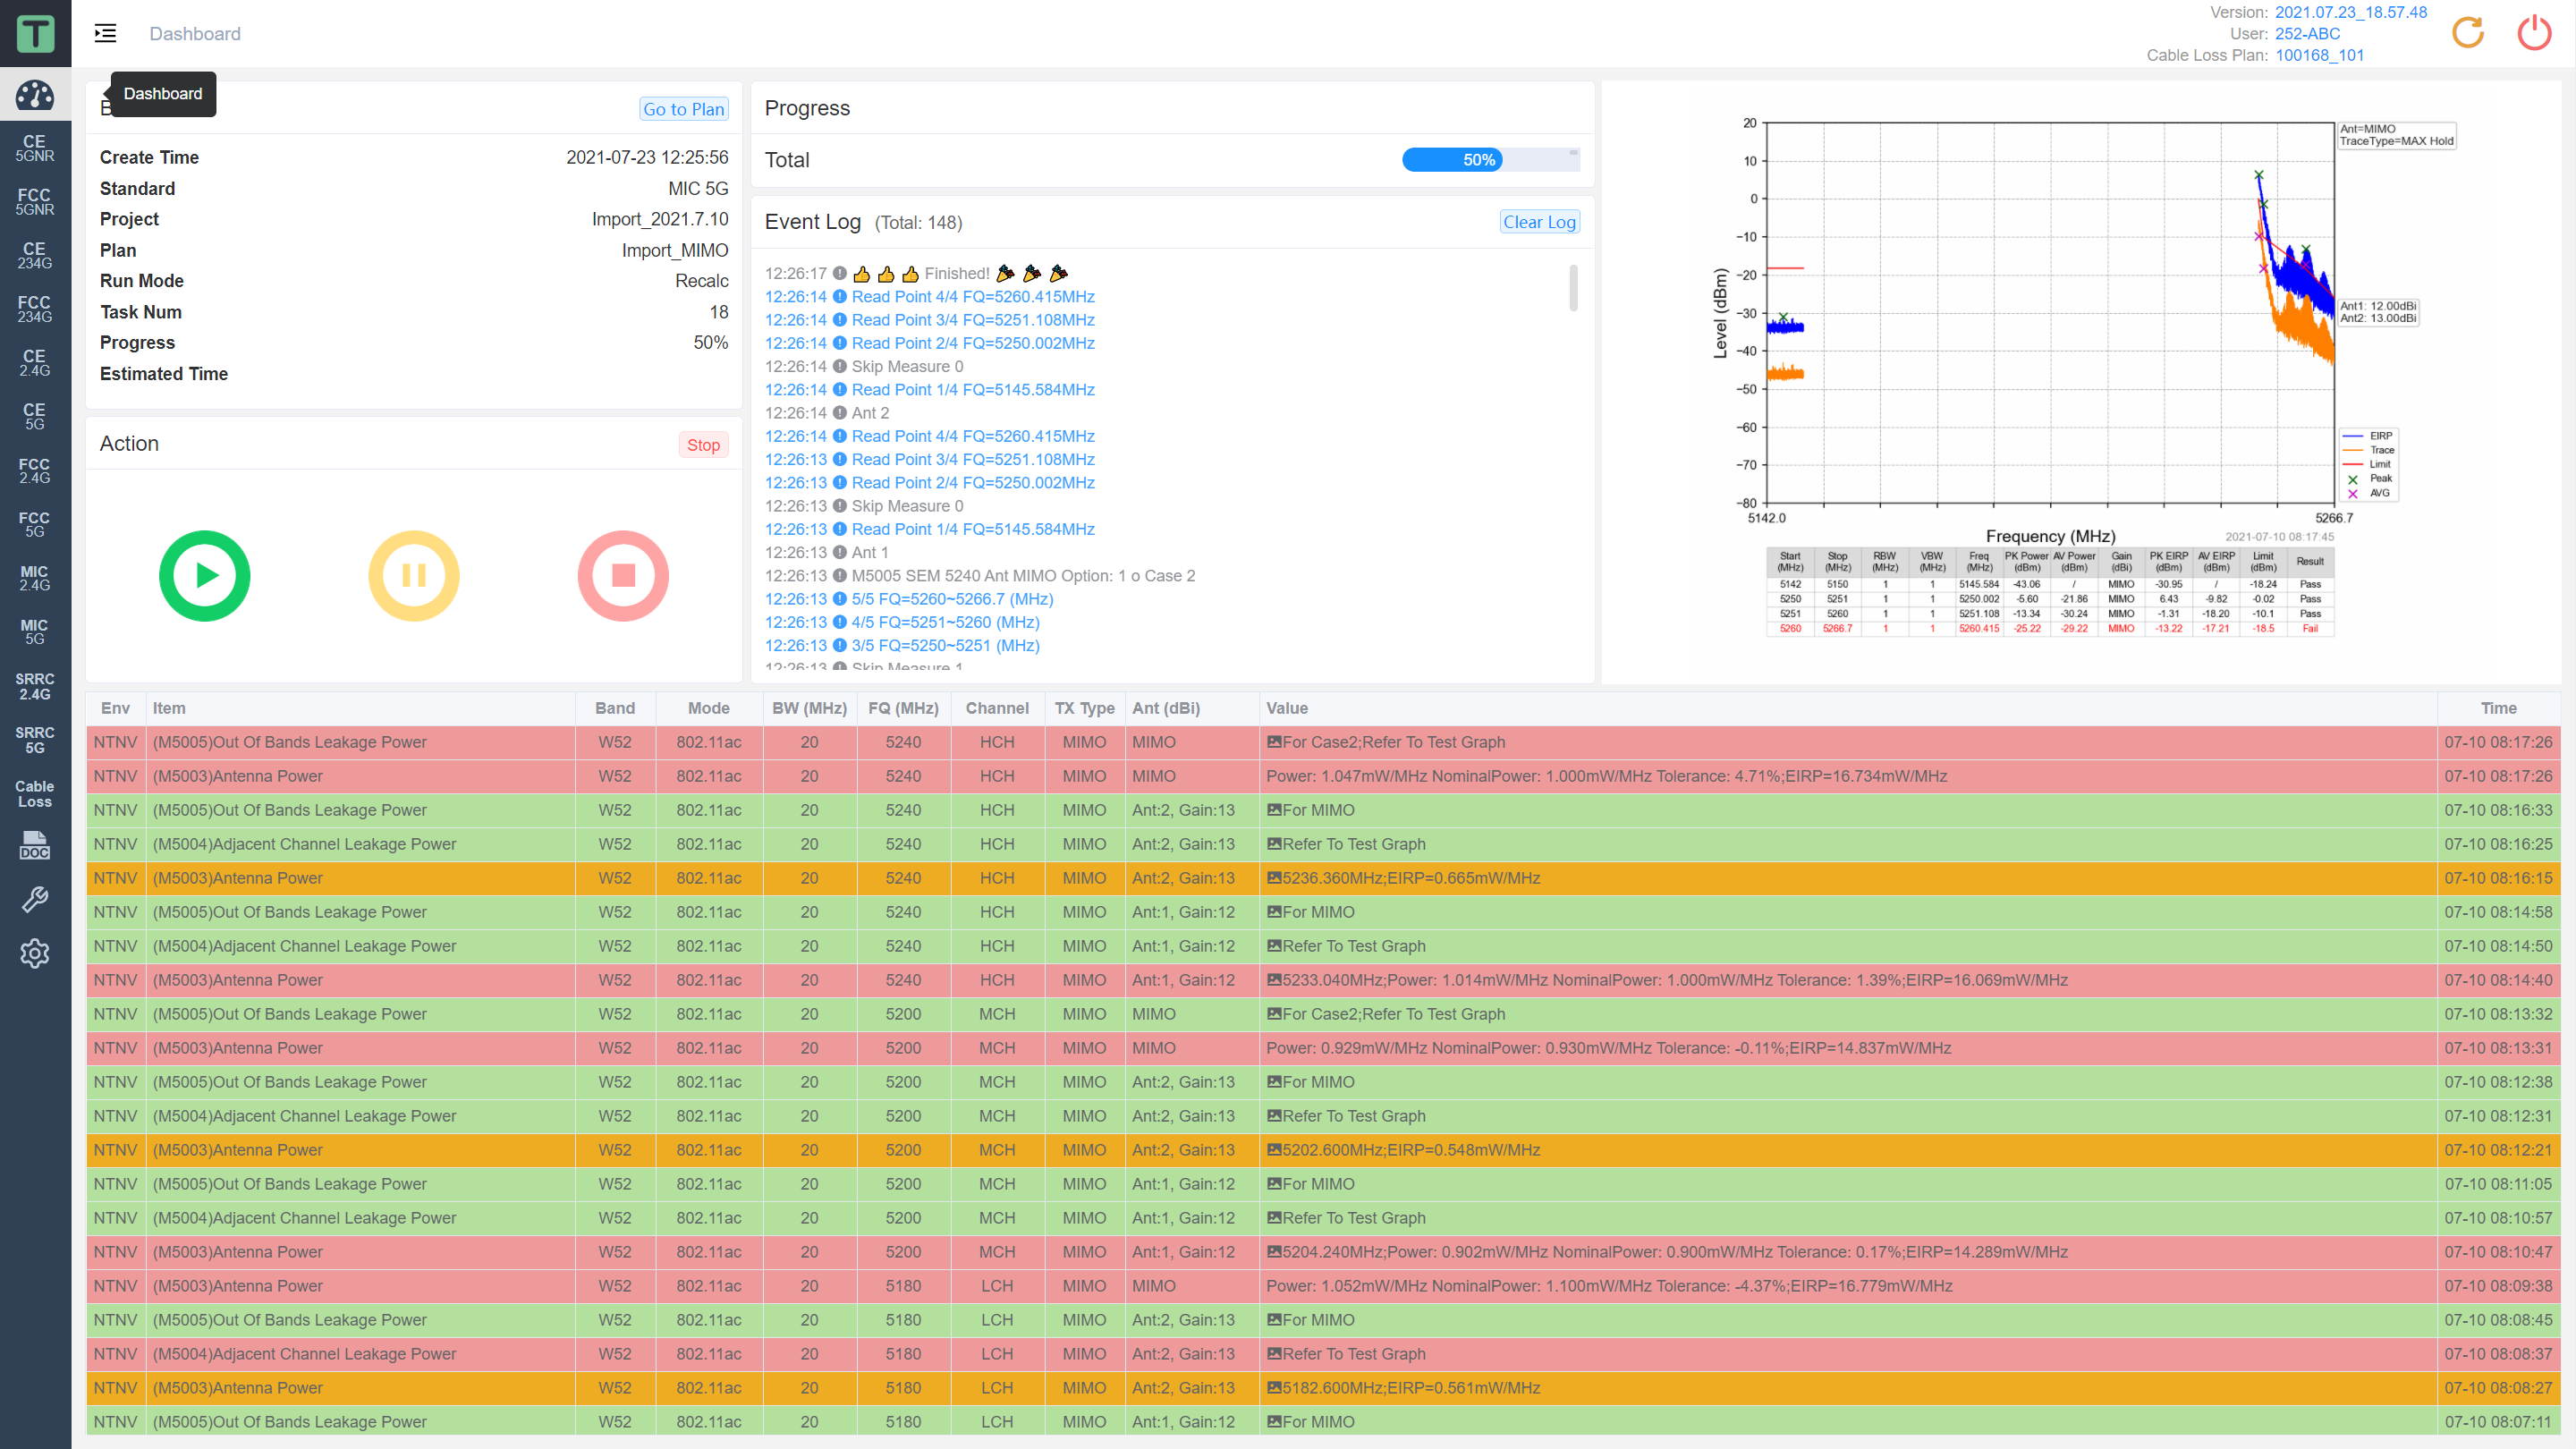 T
Dashboard
Version: 2021.07.23_18.57.48
User: 252-ABC
Cable Loss Plan: 100168_101
Dashboard
CE
5GNR
FCC
5GNR
CE
234G
FCC
234G
CE
2.4G
CE
5G
FCC
2.4G
FCC
5G
MIC
2.4G
MIC
5G
SRRC
2.4G
SRRC
5G
Cable
Loss
DOC
Go to Plan
Create Time 2021-07-23 12:25:56
Standard MIC 5G
Project Import_2021.7.10
Plan Import_MIMO
Run Mode Recalc
Task Num 18
Progress 50%
Estimated Time
Action Stop
Progress
Total 50%
Event Log (Total: 148) Clear Log
12:26:17 👍 👍 👍 Finished! 🎉 🎉 🎉
12:26:14 Read Point 4/4 FQ=5260.415MHz
12:26:14 Read Point 3/4 FQ=5251.108MHz
12:26:14 Read Point 2/4 FQ=5250.002MHz
12:26:14 Skip Measure 0
12:26:14 Read Point 1/4 FQ=5145.584MHz
12:26:14 Ant 2
12:26:14 Read Point 4/4 FQ=5260.415MHz
12:26:13 Read Point 3/4 FQ=5251.108MHz
12:26:13 Read Point 2/4 FQ=5250.002MHz
12:26:13 Skip Measure 0
12:26:13 Read Point 1/4 FQ=5145.584MHz
12:26:13 Ant 1
12:26:13 M5005 SEM 5240 Ant MIMO Option: 1 o Case 2
12:26:13 5/5 FQ=5260~5266.7 (MHz)
12:26:13 4/5 FQ=5251~5260 (MHz)
12:26:13 3/5 FQ=5250~5251 (MHz)
12:26:13 Skip Measure 1
20
10
0
−10
−20
−30
−40
−50
−60
−70
−80
Level (dBm)
5142.0 5266.7
Frequency (MHz)
2021-07-10 08:17:45
Ant=MIMO
TraceType=MAX Hold
Ant1: 12.00dBi
Ant2: 13.00dBi
EIRP
Trace
Limit
Peak
AVG
Start (MHz) Stop (MHz) RBW (MHz) VBW (MHz) Freq (MHz) PK Power (dBm) AV Power (dBm) Gain (dBi) PK EIRP (dBm) AV EIRP (dBm) Limit (dBm) Result
5142 5150 1 1 5145.584 -43.06 / MIMO -30.95 / -18.24 Pass
5250 5251 1 1 5250.002 -5.60 -21.86 MIMO 6.43 -9.82 -0.02 Pass
5251 5260 1 1 5251.108 -13.34 -30.24 MIMO -1.31 -18.20 -10.1 Pass
5260 5266.7 1 1 5260.415 -25.22 -29.22 MIMO -13.22 -17.21 -18.5 Fail
Env Item Band Mode BW (MHz) FQ (MHz) Channel TX Type Ant (dBi) Value Time
NTNV (M5005)Out Of Bands Leakage Power W52 802.11ac 20 5240 HCH MIMO MIMO For Case2;Refer To Test Graph 07-10 08:17:26
NTNV (M5003)Antenna Power W52 802.11ac 20 5240 HCH MIMO MIMO Power: 1.047mW/MHz NominalPower: 1.000mW/MHz Tolerance: 4.71%;EIRP=16.734mW/MHz 07-10 08:17:26
NTNV (M5005)Out Of Bands Leakage Power W52 802.11ac 20 5240 HCH MIMO Ant:2, Gain:13 For MIMO 07-10 08:16:33
NTNV (M5004)Adjacent Channel Leakage Power W52 802.11ac 20 5240 HCH MIMO Ant:2, Gain:13 Refer To Test Graph 07-10 08:16:25
NTNV (M5003)Antenna Power W52 802.11ac 20 5240 HCH MIMO Ant:2, Gain:13 5236.360MHz;EIRP=0.665mW/MHz 07-10 08:16:15
NTNV (M5005)Out Of Bands Leakage Power W52 802.11ac 20 5240 HCH MIMO Ant:1, Gain:12 For MIMO 07-10 08:14:58
NTNV (M5004)Adjacent Channel Leakage Power W52 802.11ac 20 5240 HCH MIMO Ant:1, Gain:12 Refer To Test Graph 07-10 08:14:50
NTNV (M5003)Antenna Power W52 802.11ac 20 5240 HCH MIMO Ant:1, Gain:12 5233.040MHz;Power: 1.014mW/MHz NominalPower: 1.000mW/MHz Tolerance: 1.39%;EIRP=16.069mW/MHz 07-10 08:14:40
NTNV (M5005)Out Of Bands Leakage Power W52 802.11ac 20 5200 MCH MIMO MIMO For Case2;Refer To Test Graph 07-10 08:13:32
NTNV (M5003)Antenna Power W52 802.11ac 20 5200 MCH MIMO MIMO Power: 0.929mW/MHz NominalPower: 0.930mW/MHz Tolerance: -0.11%;EIRP=14.837mW/MHz 07-10 08:13:31
NTNV (M5005)Out Of Bands Leakage Power W52 802.11ac 20 5200 MCH MIMO Ant:2, Gain:13 For MIMO 07-10 08:12:38
NTNV (M5004)Adjacent Channel Leakage Power W52 802.11ac 20 5200 MCH MIMO Ant:2, Gain:13 Refer To Test Graph 07-10 08:12:31
NTNV (M5003)Antenna Power W52 802.11ac 20 5200 MCH MIMO Ant:2, Gain:13 5202.600MHz;EIRP=0.548mW/MHz 07-10 08:12:21
NTNV (M5005)Out Of Bands Leakage Power W52 802.11ac 20 5200 MCH MIMO Ant:1, Gain:12 For MIMO 07-10 08:11:05
NTNV (M5004)Adjacent Channel Leakage Power W52 802.11ac 20 5200 MCH MIMO Ant:1, Gain:12 Refer To Test Graph 07-10 08:10:57
NTNV (M5003)Antenna Power W52 802.11ac 20 5200 MCH MIMO Ant:1, Gain:12 5204.240MHz;Power: 0.902mW/MHz NominalPower: 0.900mW/MHz Tolerance: 0.17%;EIRP=14.289mW/MHz 07-10 08:10:47
NTNV (M5003)Antenna Power W52 802.11ac 20 5180 LCH MIMO MIMO Power: 1.052mW/MHz NominalPower: 1.100mW/MHz Tolerance: -4.37%;EIRP=16.779mW/MHz 07-10 08:09:38
NTNV (M5005)Out Of Bands Leakage Power W52 802.11ac 20 5180 LCH MIMO Ant:2, Gain:13 For MIMO 07-10 08:08:45
NTNV (M5004)Adjacent Channel Leakage Power W52 802.11ac 20 5180 LCH MIMO Ant:2, Gain:13 Refer To Test Graph 07-10 08:08:37
NTNV (M5003)Antenna Power W52 802.11ac 20 5180 LCH MIMO Ant:2, Gain:13 5182.600MHz;EIRP=0.561mW/MHz 07-10 08:08:27
NTNV (M5005)Out Of Bands Leakage Power W52 802.11ac 20 5180 LCH MIMO Ant:1, Gain:12 For MIMO 07-10 08:07:11